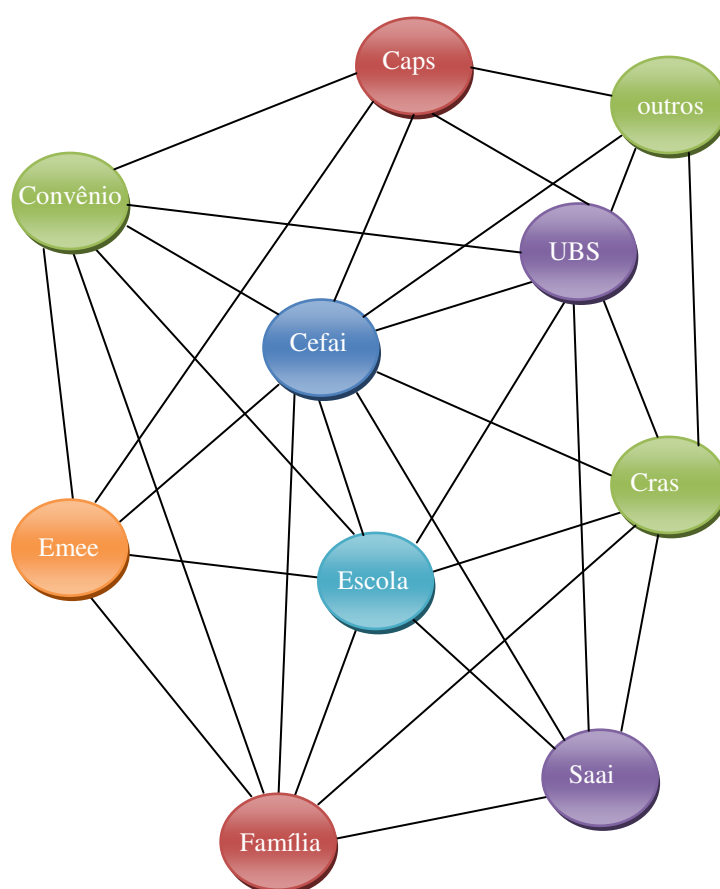 Caps
outros
Convênio
UBS
Cefai
Cras
Emee
Escola
Saai
Família